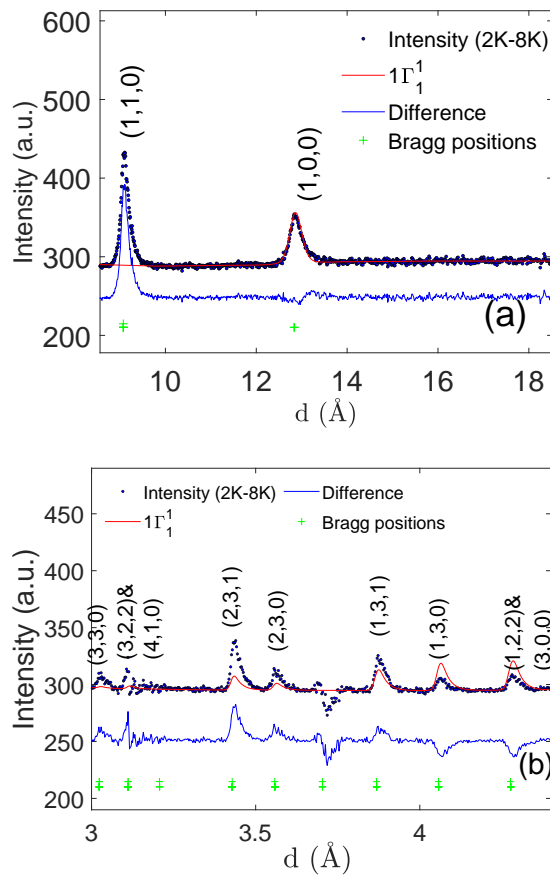 600
500
400
300
200
Intensity (a.u.)
(1,1,0)
(1,0,0)
Intensity (2K-8K)
1Γ₁¹
Difference
Bragg positions
(a)
10 12 14 16 18
d (Å)
450
400
350
300
250
200
Intensity (a.u.)
Intensity (2K-8K) Difference
1Γ₁¹ Bragg positions
(3,3,0)
(3,2,2)&
(4,1,0)
(2,3,1)
(2,3,0)
(1,3,1)
(1,3,0)
(1,2,2)&
(3,0,0)
(b)
3 3.5 4
d (Å)